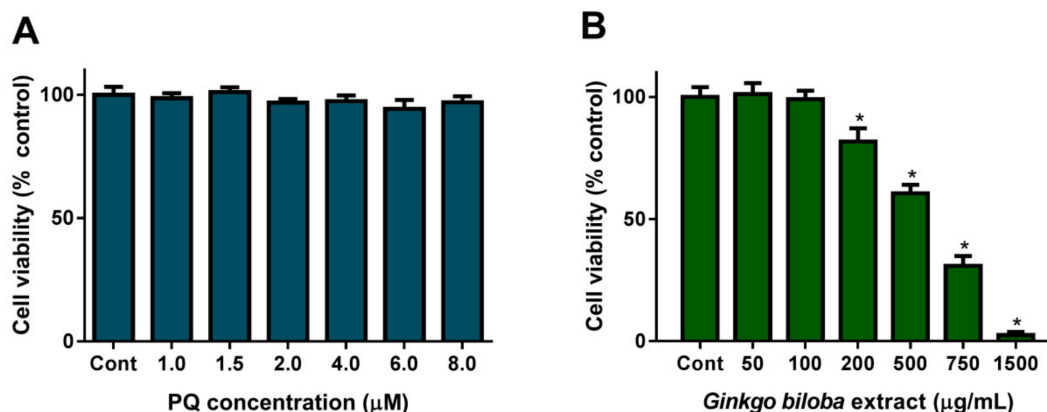 A
Cell viability (% control)
100
50
0
Cont 1.0 1.5 2.0 4.0 6.0 8.0
PQ concentration (µM)
B
Cell viability (% control)
100
50
0
* * * *
Cont 50 100 200 500 750 1500
Ginkgo biloba extract (µg/mL)